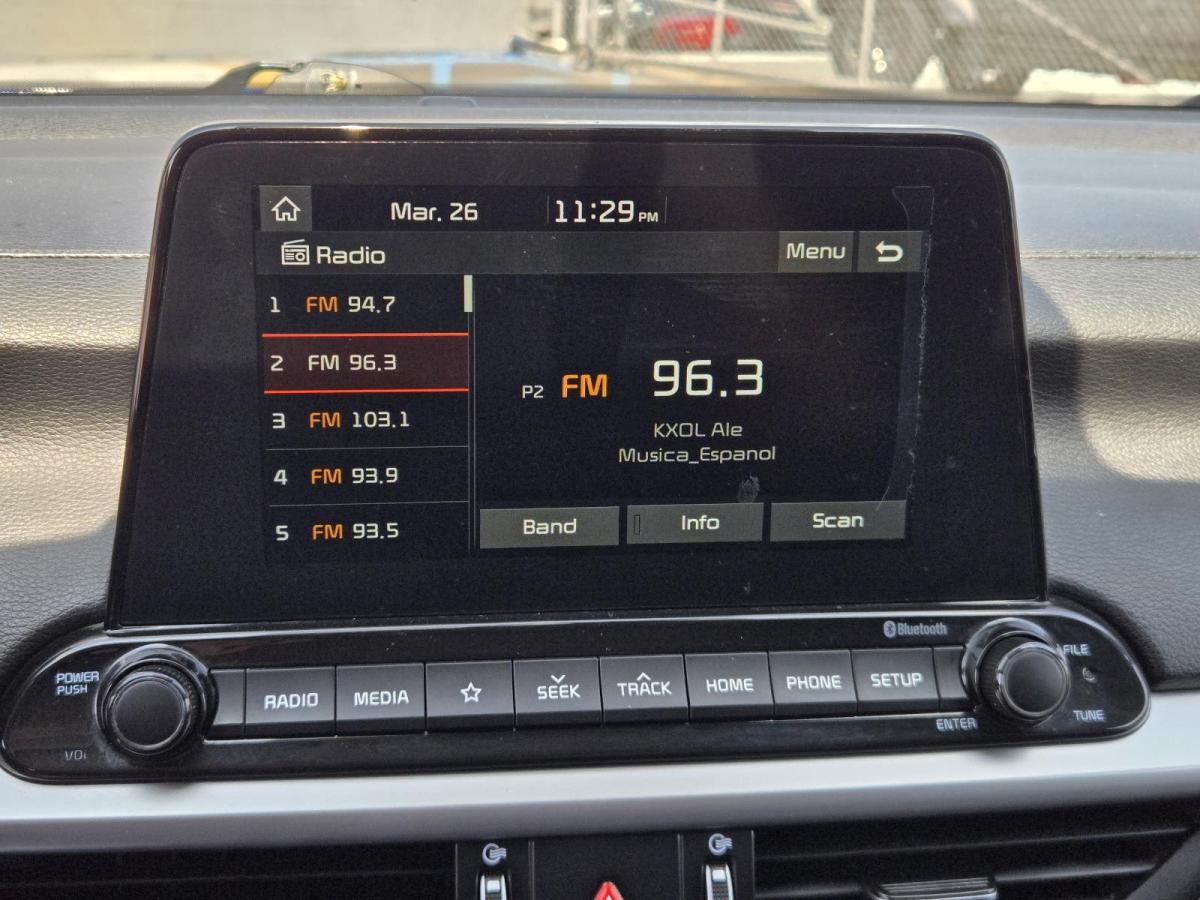 Mar. 26 11:29 PM
Radio Menu
1 FM 94.7
2 FM 96.3
3 FM 103.1
4 FM 93.9
5 FM 93.5
P2 FM 96.3
KXOL Ale
Musica_Espanol
Band Info Scan
Bluetooth
POWER
PUSH
VOL
RADIO MEDIA SEEK TRACK HOME PHONE SETUP
FILE
ENTER
TUNE